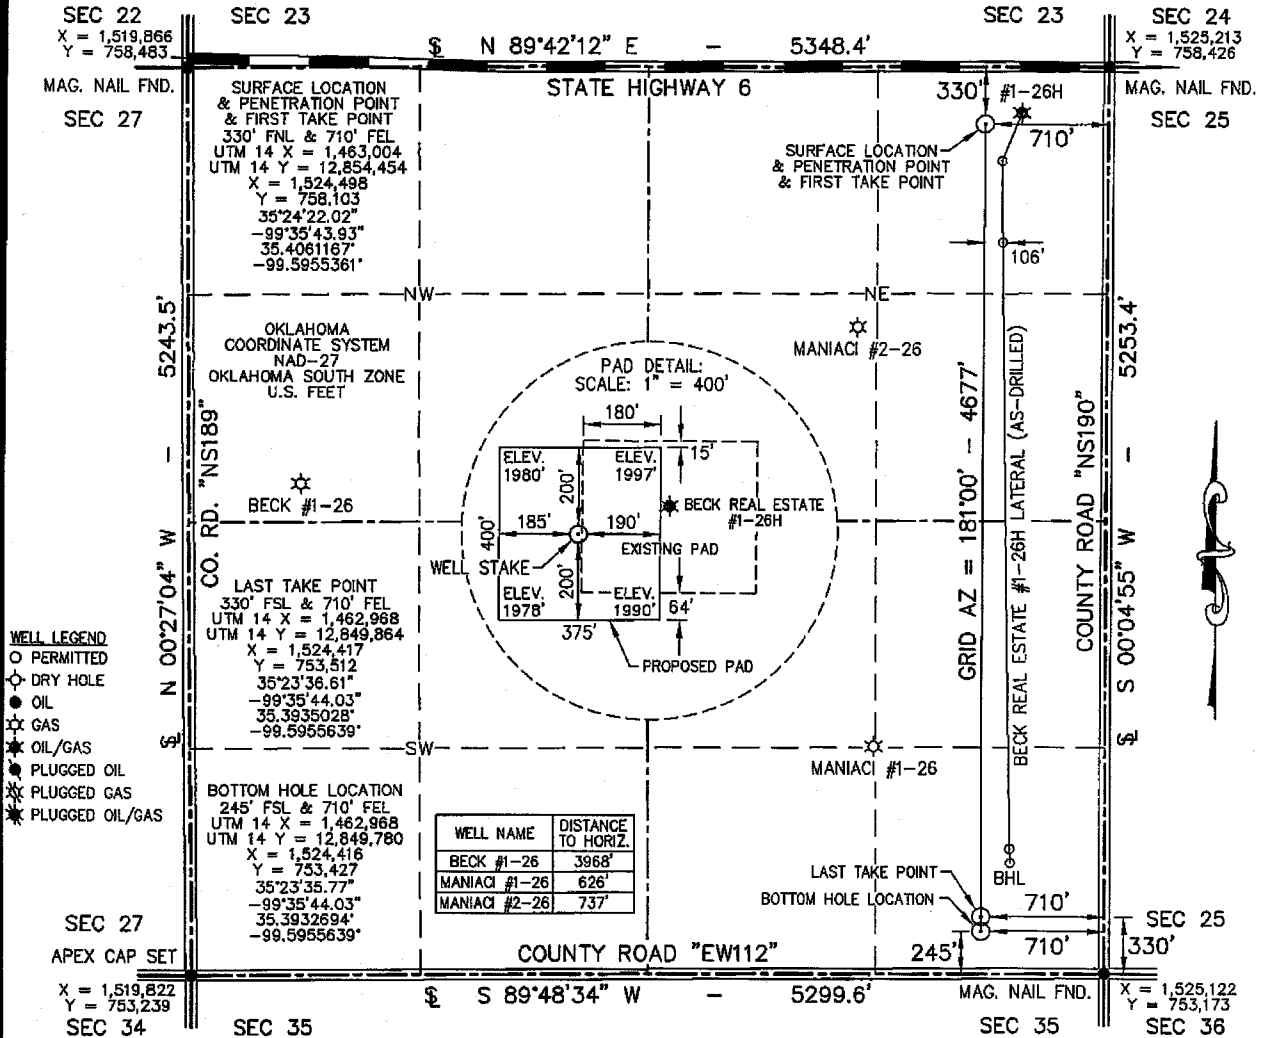 SEC 22
SEC 23
SEC 23
SEC 24
X = 1,519,866
Y = 758,483
N 89°42'12" E - 5348.4'
X = 1,525,213
Y = 758,426
MAG. NAIL FND.
STATE HIGHWAY 6
MAG. NAIL FND.
SEC 27
SEC 25
SURFACE LOCATION
& PENETRATION POINT
& FIRST TAKE POINT
330' FNL & 710' FEL
UTM 14 X = 1,463,004
UTM 14 Y = 12,854,454
X = 1,524,498
Y = 758,103
35°24'22.02"
-99°35'43.93"
35.4061167°
-99.5955361°
330'
#1-26H
710'
SURFACE LOCATION
& PENETRATION POINT
& FIRST TAKE POINT
106'
NW
NE
OKLAHOMA
COORDINATE SYSTEM
NAD-27
OKLAHOMA SOUTH ZONE
U.S. FEET
MANIACI #2-26
PAD DETAIL:
SCALE: 1" = 400'
180'
15'
ELEV.
1980'
ELEV.
1997'
200'
BECK REAL ESTATE
#1-26H
185'
190'
400'
EXISTING PAD
WELL STAKE
200'
ELEV.
1978'
ELEV.
1990'
64'
375'
PROPOSED PAD
BECK #1-26
N 00°27'04" W - 5243.5'
CO. RD. "NS189"
GRID AZ = 181°00' - 4677'
BECK REAL ESTATE #1-26H LATERAL (AS-DRILLED)
COUNTY ROAD "NS190"
S 00°04'55" W - 5253.4'
LAST TAKE POINT
330' FSL & 710' FEL
UTM 14 X = 1,462,968
UTM 14 Y = 12,849,864
X = 1,524,417
Y = 753,512
35°23'36.61"
-99°35'44.03"
35.3935028°
-99.5955639°
WELL LEGEND
PERMITTED
DRY HOLE
OIL
GAS
OIL/GAS
PLUGGED OIL
PLUGGED GAS
PLUGGED OIL/GAS
SW
MANIACI #1-26
BOTTOM HOLE LOCATION
245' FSL & 710' FEL
UTM 14 X = 1,462,968
UTM 14 Y = 12,849,780
X = 1,524,416
Y = 753,427
35°23'35.77"
-99°35'44.03"
35.3932694°
-99.5955639°
WELL NAME DISTANCE TO HORIZ.
BECK #1-26 3968'
MANIACI #1-26 626'
MANIACI #2-26 737'
BHL
LAST TAKE POINT
BOTTOM HOLE LOCATION
710'
710'
245'
330'
SEC 27
SEC 25
APEX CAP SET
COUNTY ROAD "EW112"
X = 1,519,822
Y = 753,239
S 89°48'34" W - 5299.6'
MAG. NAIL FND.
X = 1,525,122
Y = 753,173
SEC 34
SEC 35
SEC 35
SEC 36